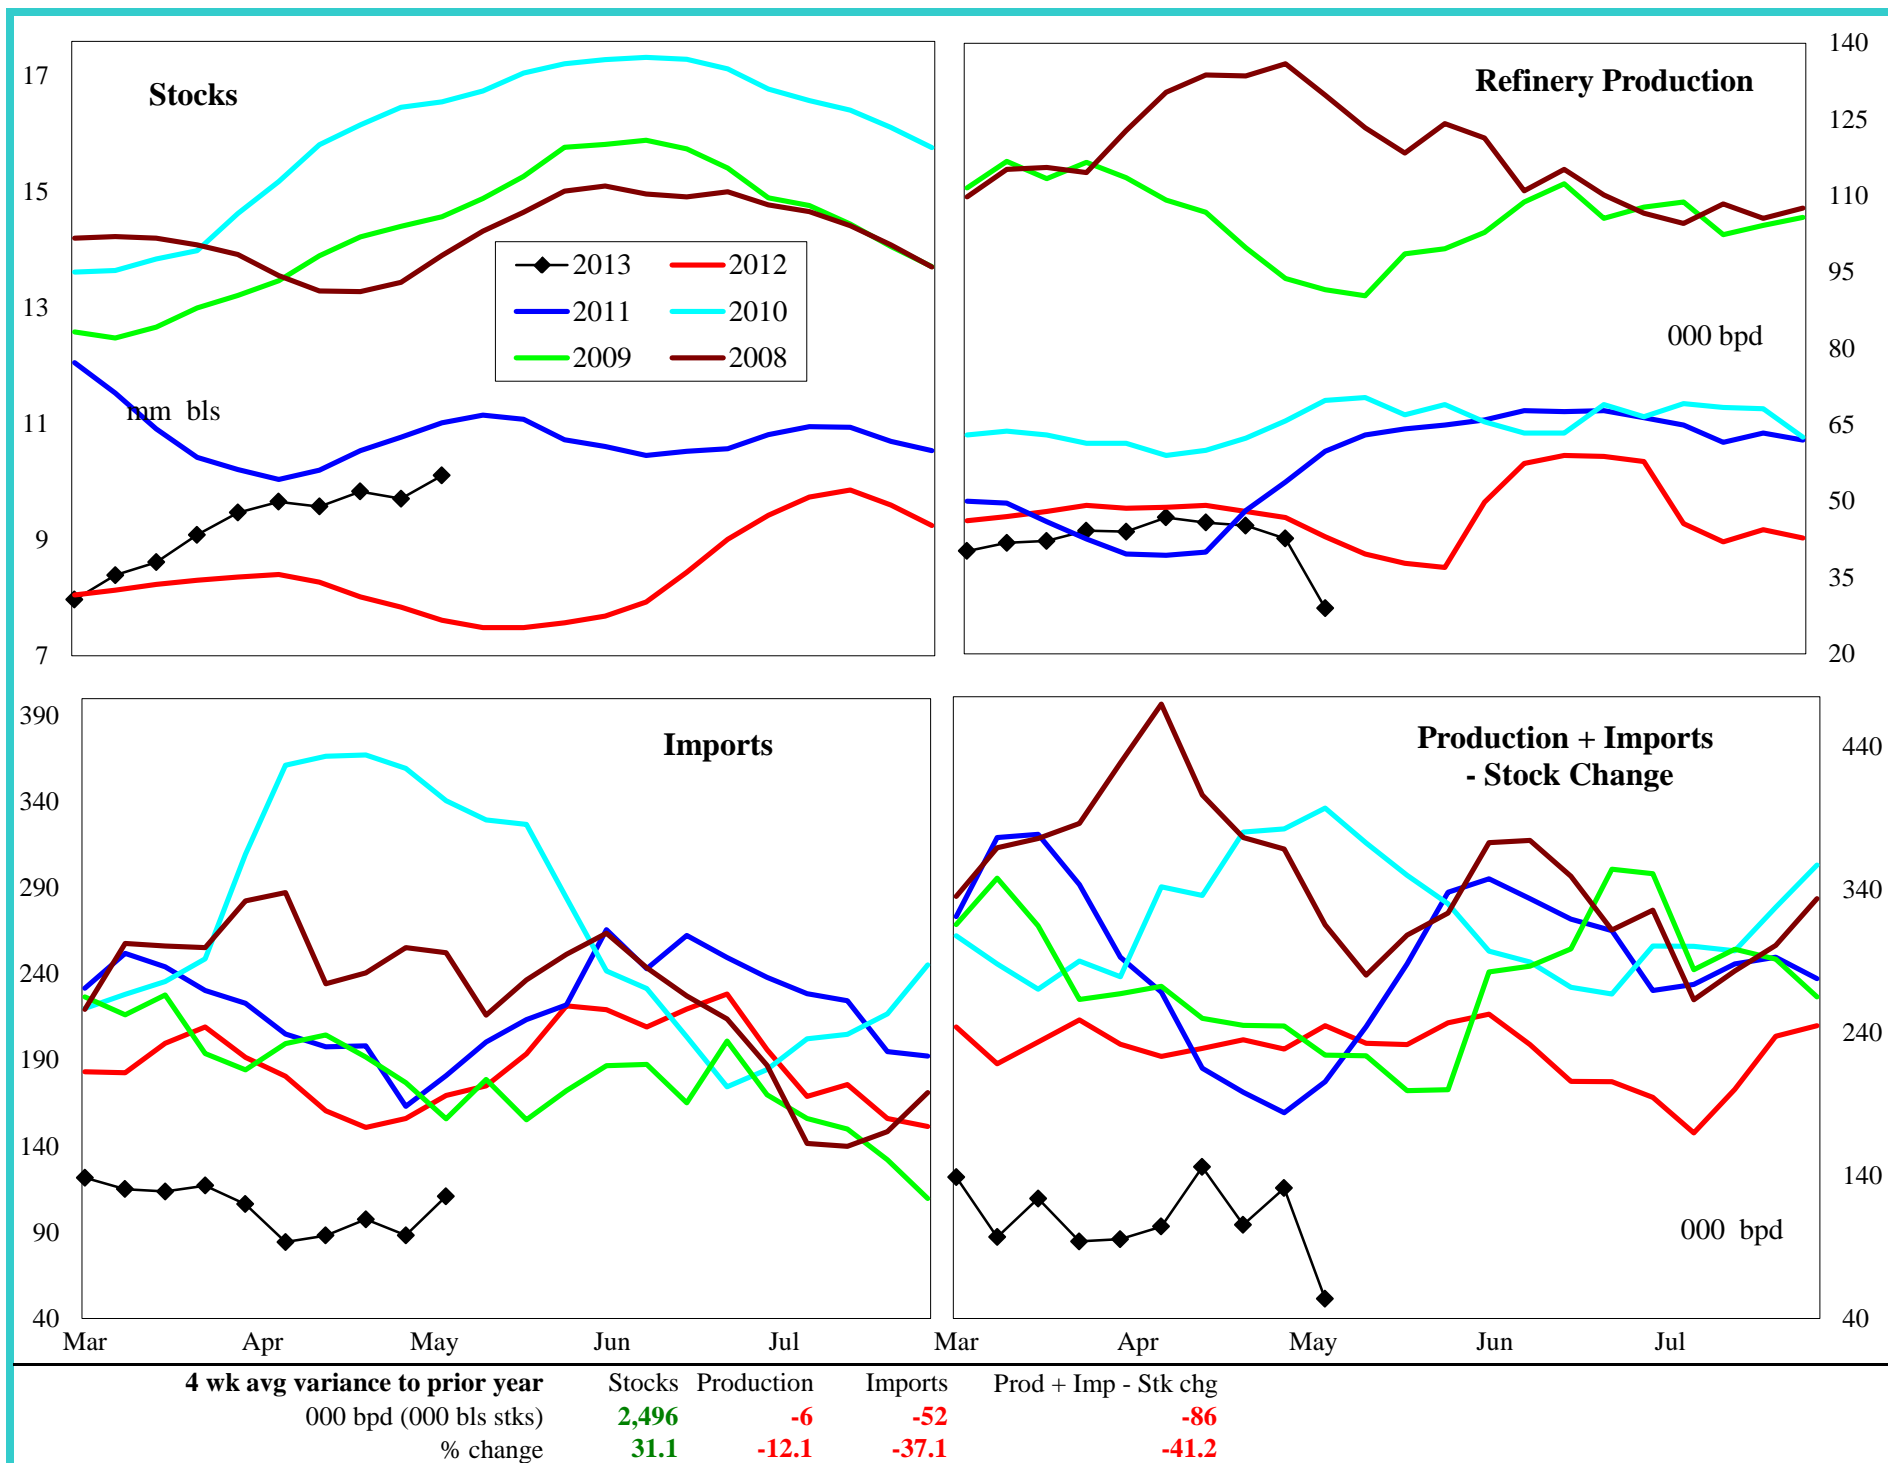 Stocks
17
15
13
11
9
7
mm bls
2013
2012
2011
2010
2009
2008
Refinery Production
140
125
110
95
80
65
50
35
20
000 bpd
Imports
390
340
290
240
190
140
90
40
Mar Apr May Jun Jul
Production + Imports
- Stock Change
440
340
240
140
40
000 bpd
Mar Apr May Jun Jul
4 wk avg variance to prior year Stocks Production Imports Prod + Imp - Stk chg
000 bpd (000 bls stks) 2,496 -6 -52 -86
% change 31.1 -12.1 -37.1 -41.2